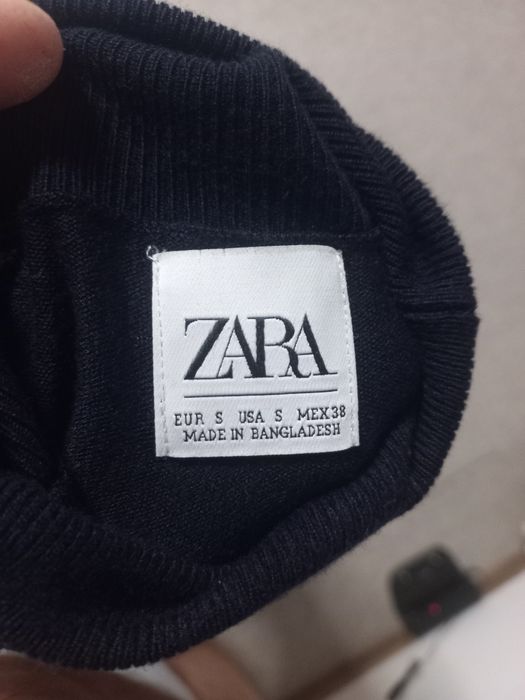 ZARA
EUR S USA S MEX.38
MADE IN BANGLADESH